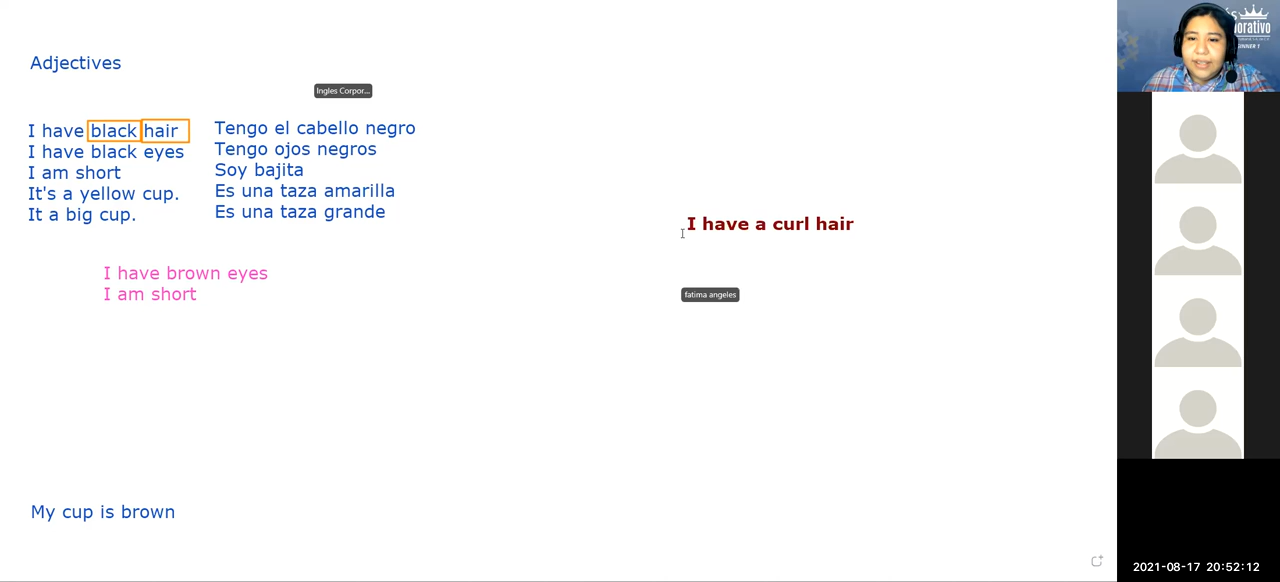 Adjectives
Ingles Corpor...
I have black hair
I have black eyes
I am short
It's a yellow cup.
It a big cup.
Tengo el cabello negro
Tengo ojos negros
Soy bajita
Es una taza amarilla
Es una taza grande
I have brown eyes
I am short
I have a curl hair
fatima angeles
My cup is brown
2021-08-17 20:52:12